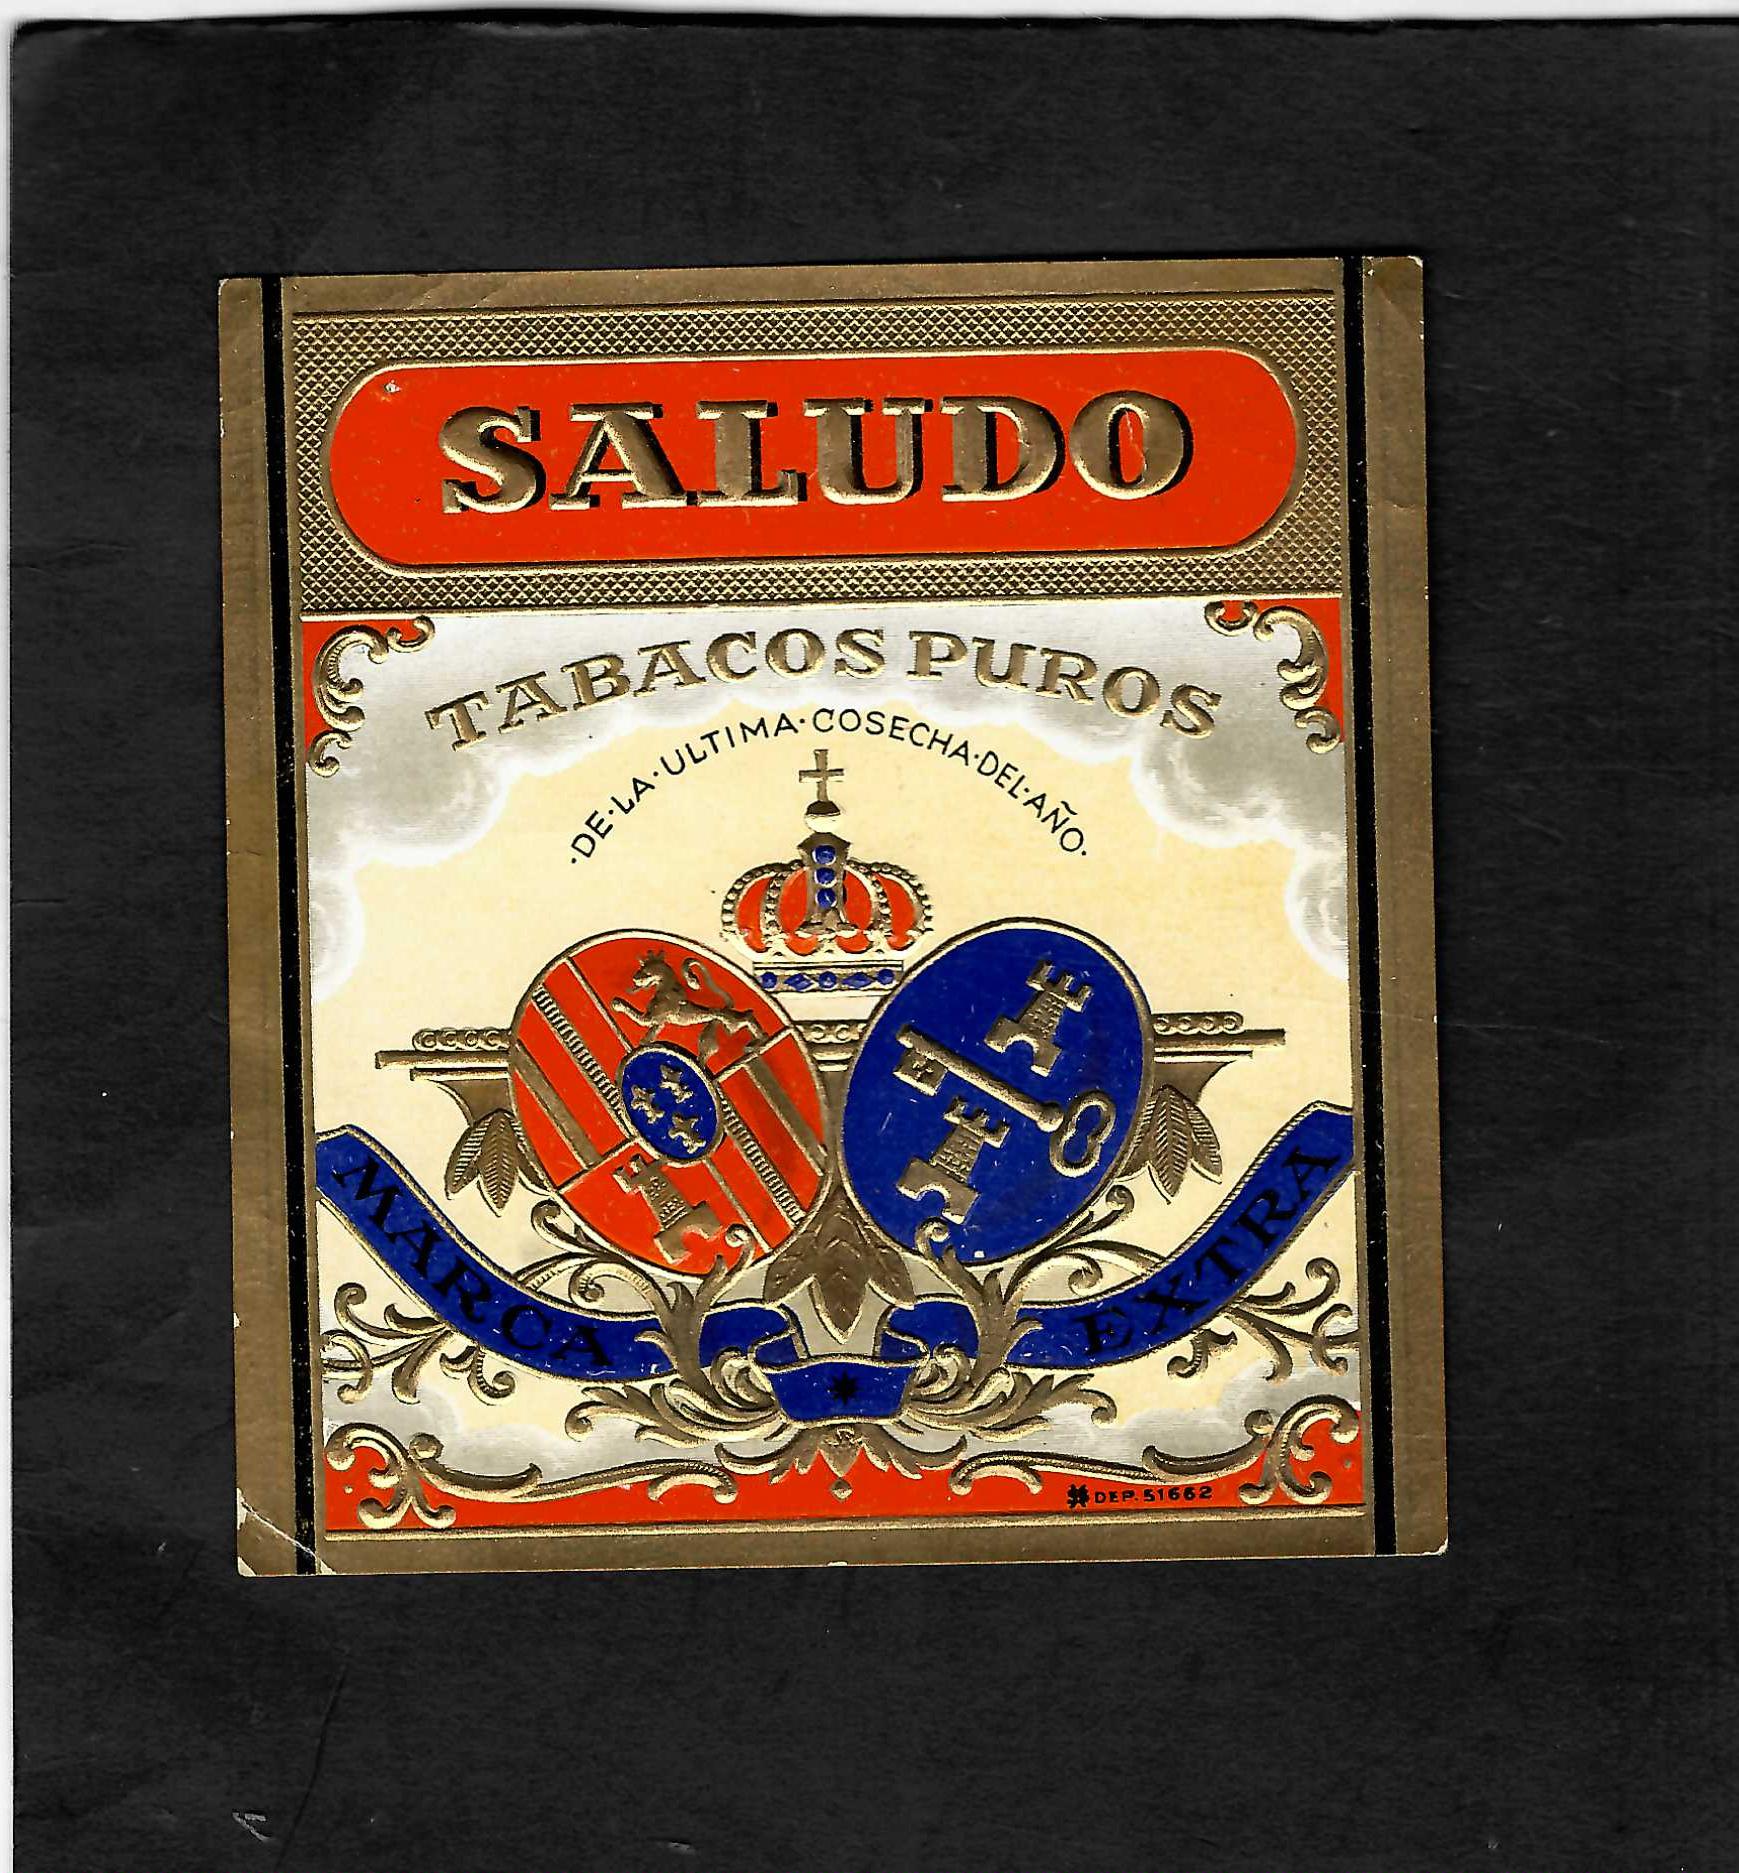 SALUDO
TABACOS PUROS
·DE·LA·ULTIMA·COSECHA·DEL·AÑO·
MARCA EXTRA
DEP. 51662